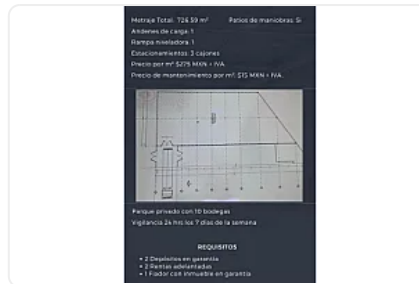 Metraje Total: 726.59 m² Patios de maniobras: Si
Andenes de carga: 1
Rampa niveladora: 1
Estacionamientos: 3 cajones
Precio por m² $275 MXN + IVA.
Precio de mantenimiento por m²: $15 MXN + IVA.
Parque privado con 10 bodegas
Vigilancia 24 hrs los 7 días de la semana
REQUISITOS
• 2 Depósitos en garantía
• 2 Rentas adelantadas
• 1 Fiador con inmueble en garantía